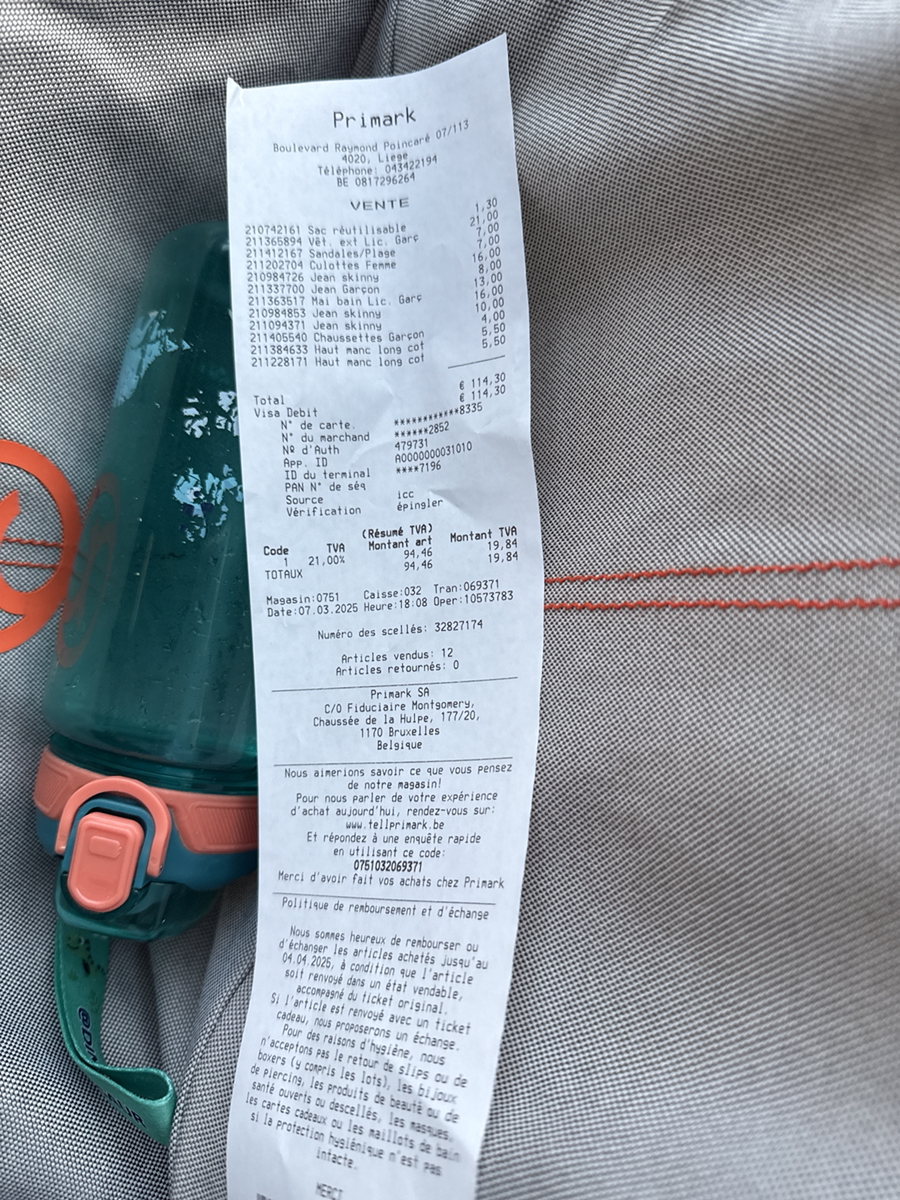 Primark
Boulevard Raymond Poincaré 07/113
4020, Liege
Téléphone: 043422194
BE 0817296264
VENTE
210742161 Sac réutilisable 1,30
211365894 Vêt. ext Lic. Garç 21,00
211412167 Sandales/Plage 7,00
211202704 Culottes Femme 7,00
210984726 Jean skinny 16,00
211337700 Jean Garçon 8,00
211363517 Mai bain Lic. Garç 13,00
210984853 Jean skinny 16,00
211094371 Jean skinny 10,00
211405540 Chaussettes Garçon 4,00
211384633 Haut manc long cot 5,50
211228171 Haut manc long cot 5,50
Total € 114,30
Visa Debit € 114,30
N° de carte. ************8335
N° du marchand ******2852
Nº d'Auth 479731
App. ID A0000000031010
ID du terminal ****7196
PAN N° de séq
Source icc
Vérification épingler
(Résumé TVA)
Code TVA Montant art Montant TVA
1 21,00% 94,46 19,84
TOTAUX 94,46 19,84
Magasin:0751 Caisse:032 Tran:069371
Date:07.03.2025 Heure:18:08 Oper:10573783
Numéro des scellés: 32827174
Articles vendus: 12
Articles retournés: 0
Primark SA
C/O Fiduciaire Montgomery,
Chaussée de la Hulpe, 177/20,
1170 Bruxelles
Belgique
Nous aimerions savoir ce que vous pensez
de notre magasin!
Pour nous parler de votre expérience
d'achat aujourd'hui, rendez-vous sur:
www.tellprimark.be
Et répondez à une enquête rapide
en utilisant ce code:
0751032069371
Merci d'avoir fait vos achats chez Primark
Politique de remboursement et d'échange
Nous sommes heureux de rembourser ou
d'échanger les articles achetés jusqu'au
04.04.2025, à condition que l'article
soit renvoyé dans un état vendable,
accompagné du ticket original.
Si l'article est renvoyé avec un ticket
cadeau, nous proposerons un échange.
Pour des raisons d'hygiène, nous
n'acceptons pas le retour de slips ou de
boxers (y compris les lots), les bijoux
de piercing, les produits de beauté ou de
santé ouverts ou descellés, les masques,
les cartes cadeaux ou les maillots de bain
si la protection hygiénique n'est pas
intacte.
MERCI